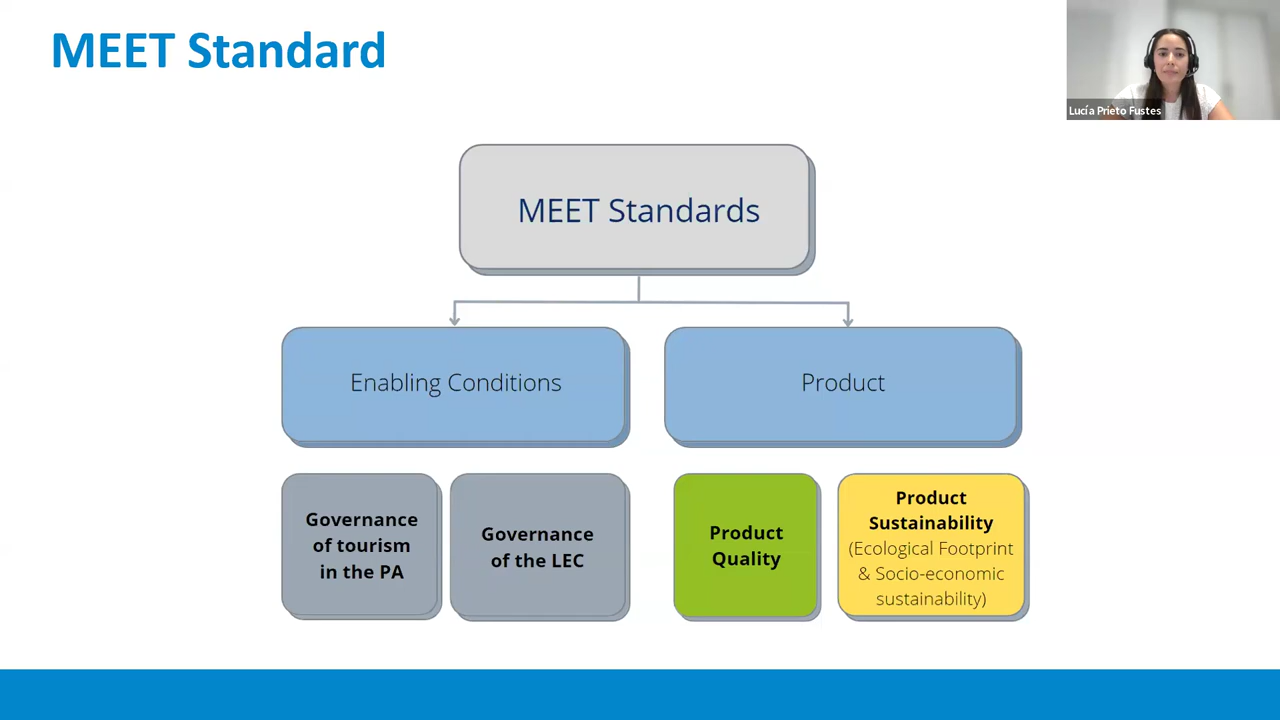 MEET Standard
Lucía Prieto Fustes
MEET Standards
Enabling Conditions
Product
Governance
of tourism
in the PA
Governance
of the LEC
Product
Quality
Product
Sustainability
(Ecological Footprint
& Socio-economic
sustainability)